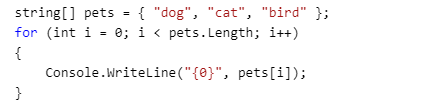 string[] pets = { "dog", "cat", "bird" };
for (int i = 0; i < pets.Length; i++)
{
    Console.WriteLine("{0}", pets[i]);
}